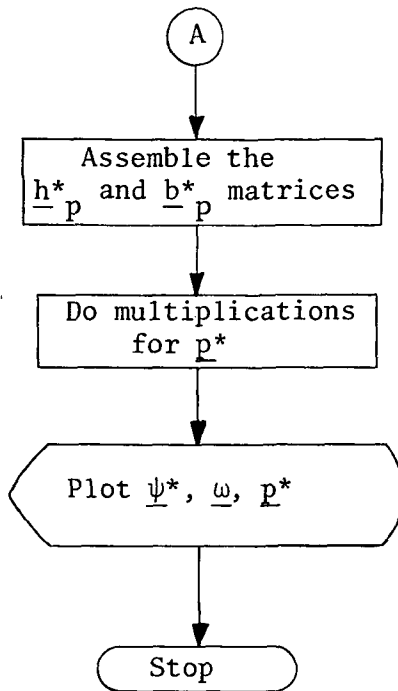 A
Assemble the
h*p and b*p matrices
Do multiplications
for p*
Plot ψ*, ω, p*
Stop